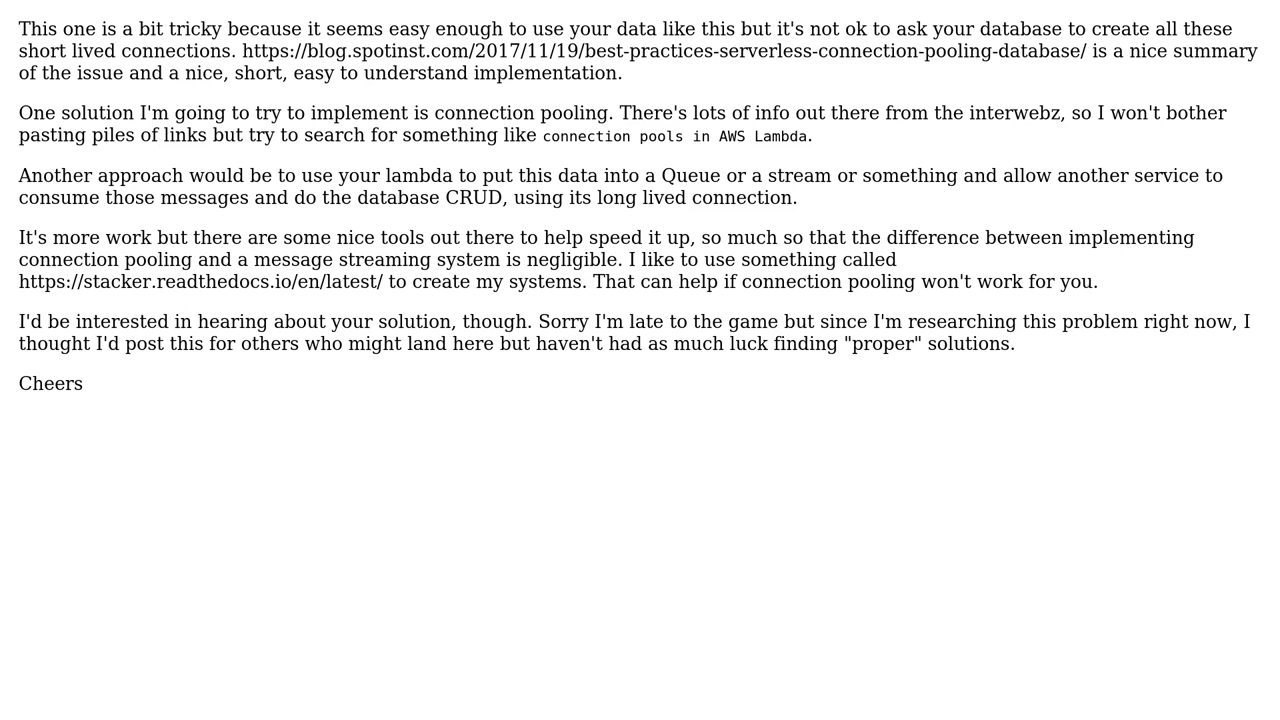 This one is a bit tricky because it seems easy enough to use your data like this but it's not ok to ask your database to create all these
short lived connections. https://blog.spotinst.com/2017/11/19/best-practices-serverless-connection-pooling-database/ is a nice summary
of the issue and a nice, short, easy to understand implementation.
One solution I'm going to try to implement is connection pooling. There's lots of info out there from the interwebz, so I won't bother
pasting piles of links but try to search for something like connection pools in AWS Lambda.
Another approach would be to use your lambda to put this data into a Queue or a stream or something and allow another service to
consume those messages and do the database CRUD, using its long lived connection.
It's more work but there are some nice tools out there to help speed it up, so much so that the difference between implementing
connection pooling and a message streaming system is negligible. I like to use something called
https://stacker.readthedocs.io/en/latest/ to create my systems. That can help if connection pooling won't work for you.
I'd be interested in hearing about your solution, though. Sorry I'm late to the game but since I'm researching this problem right now, I
thought I'd post this for others who might land here but haven't had as much luck finding "proper" solutions.
Cheers